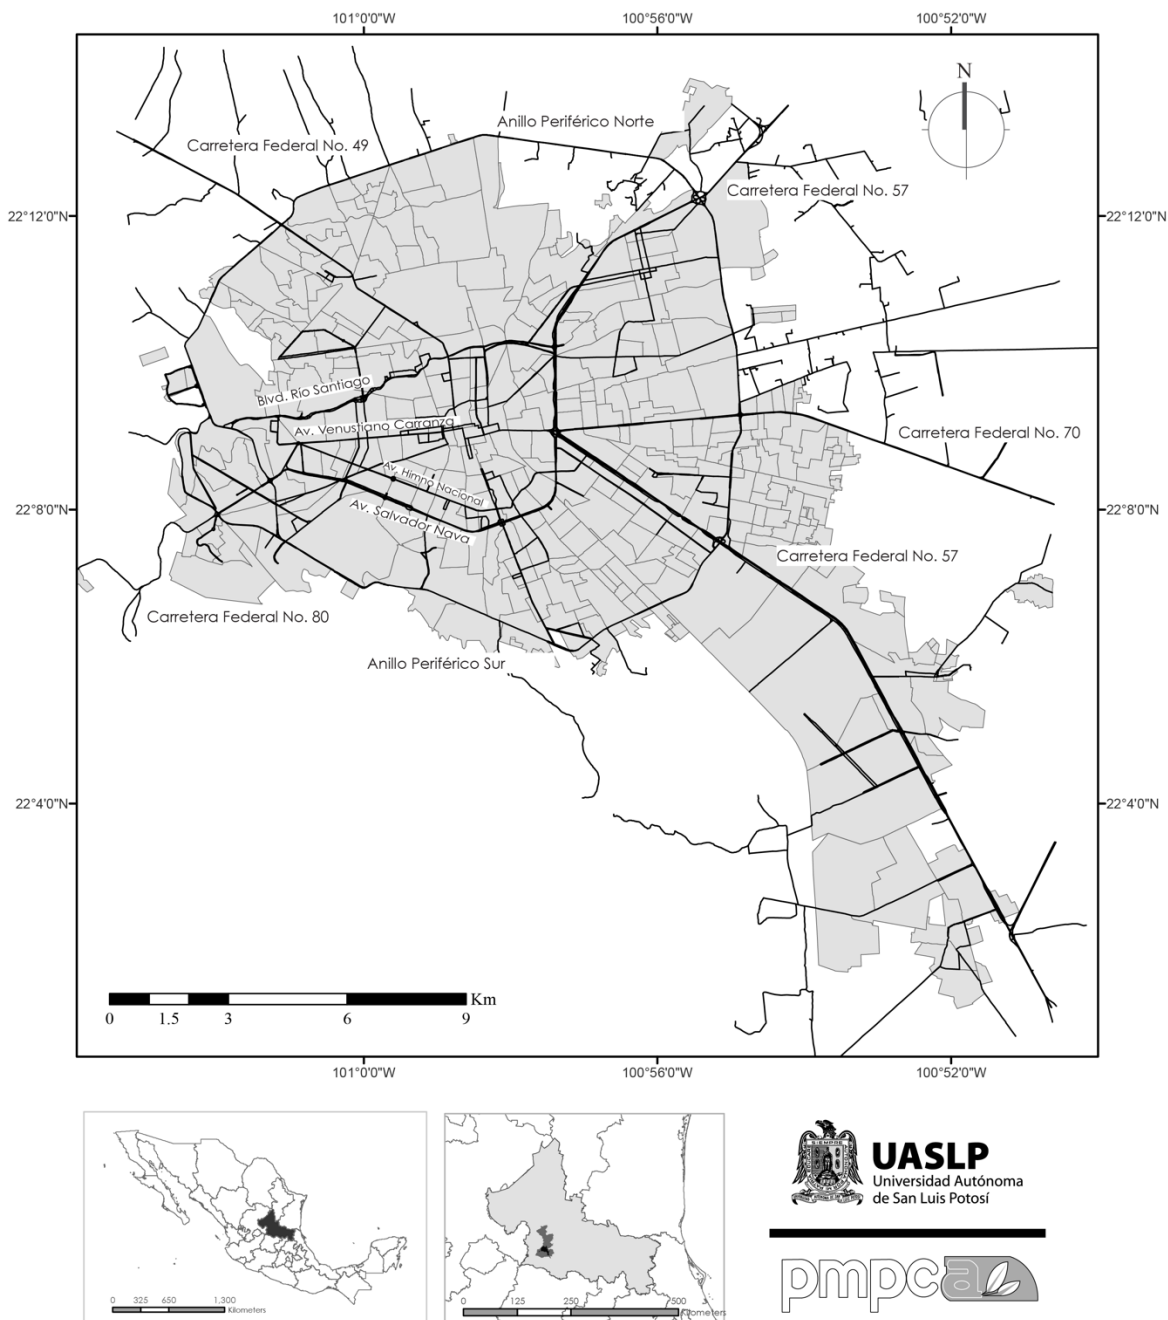 101°0'0"W 100°56'0"W 100°52'0"W
N
Anillo Periférico Norte
Carretera Federal No. 49
Carretera Federal No. 57
22°12'0"N 22°12'0"N
Blvd. Río Santiago
Av. Venustiano Carranza
Carretera Federal No. 70
Av. Himno Nacional
Av. Salvador Nava
22°8'0"N 22°8'0"N
Carretera Federal No. 57
Carretera Federal No. 80
Anillo Periférico Sur
22°4'0"N 22°4'0"N
Km
0 1.5 3 6 9
101°0'0"W 100°56'0"W 100°52'0"W
SIEMPRE
UASLP
Universidad Autónoma
de San Luis Potosí
0 325 650 1,300
Kilometers
0 125 250 500
Kilometers
pmpca